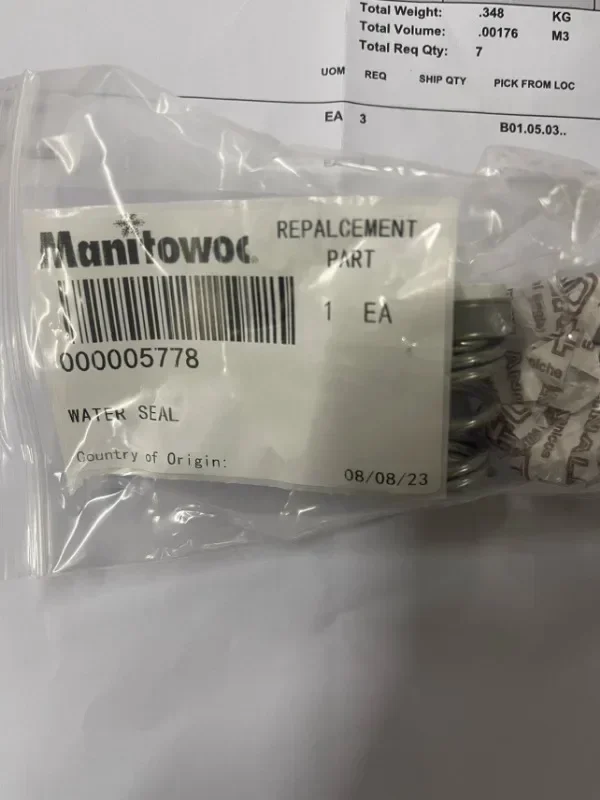 Total Weight: .348 KG
Total Volume: .00176 M3
Total Req Qty: 7
UOM REQ SHIP QTY PICK FROM LOC
EA 3 B01.05.03..
Manitowoc
REPALCEMENT
PART
1 EA
000005778
WATER SEAL
Country of Origin:
08/08/23